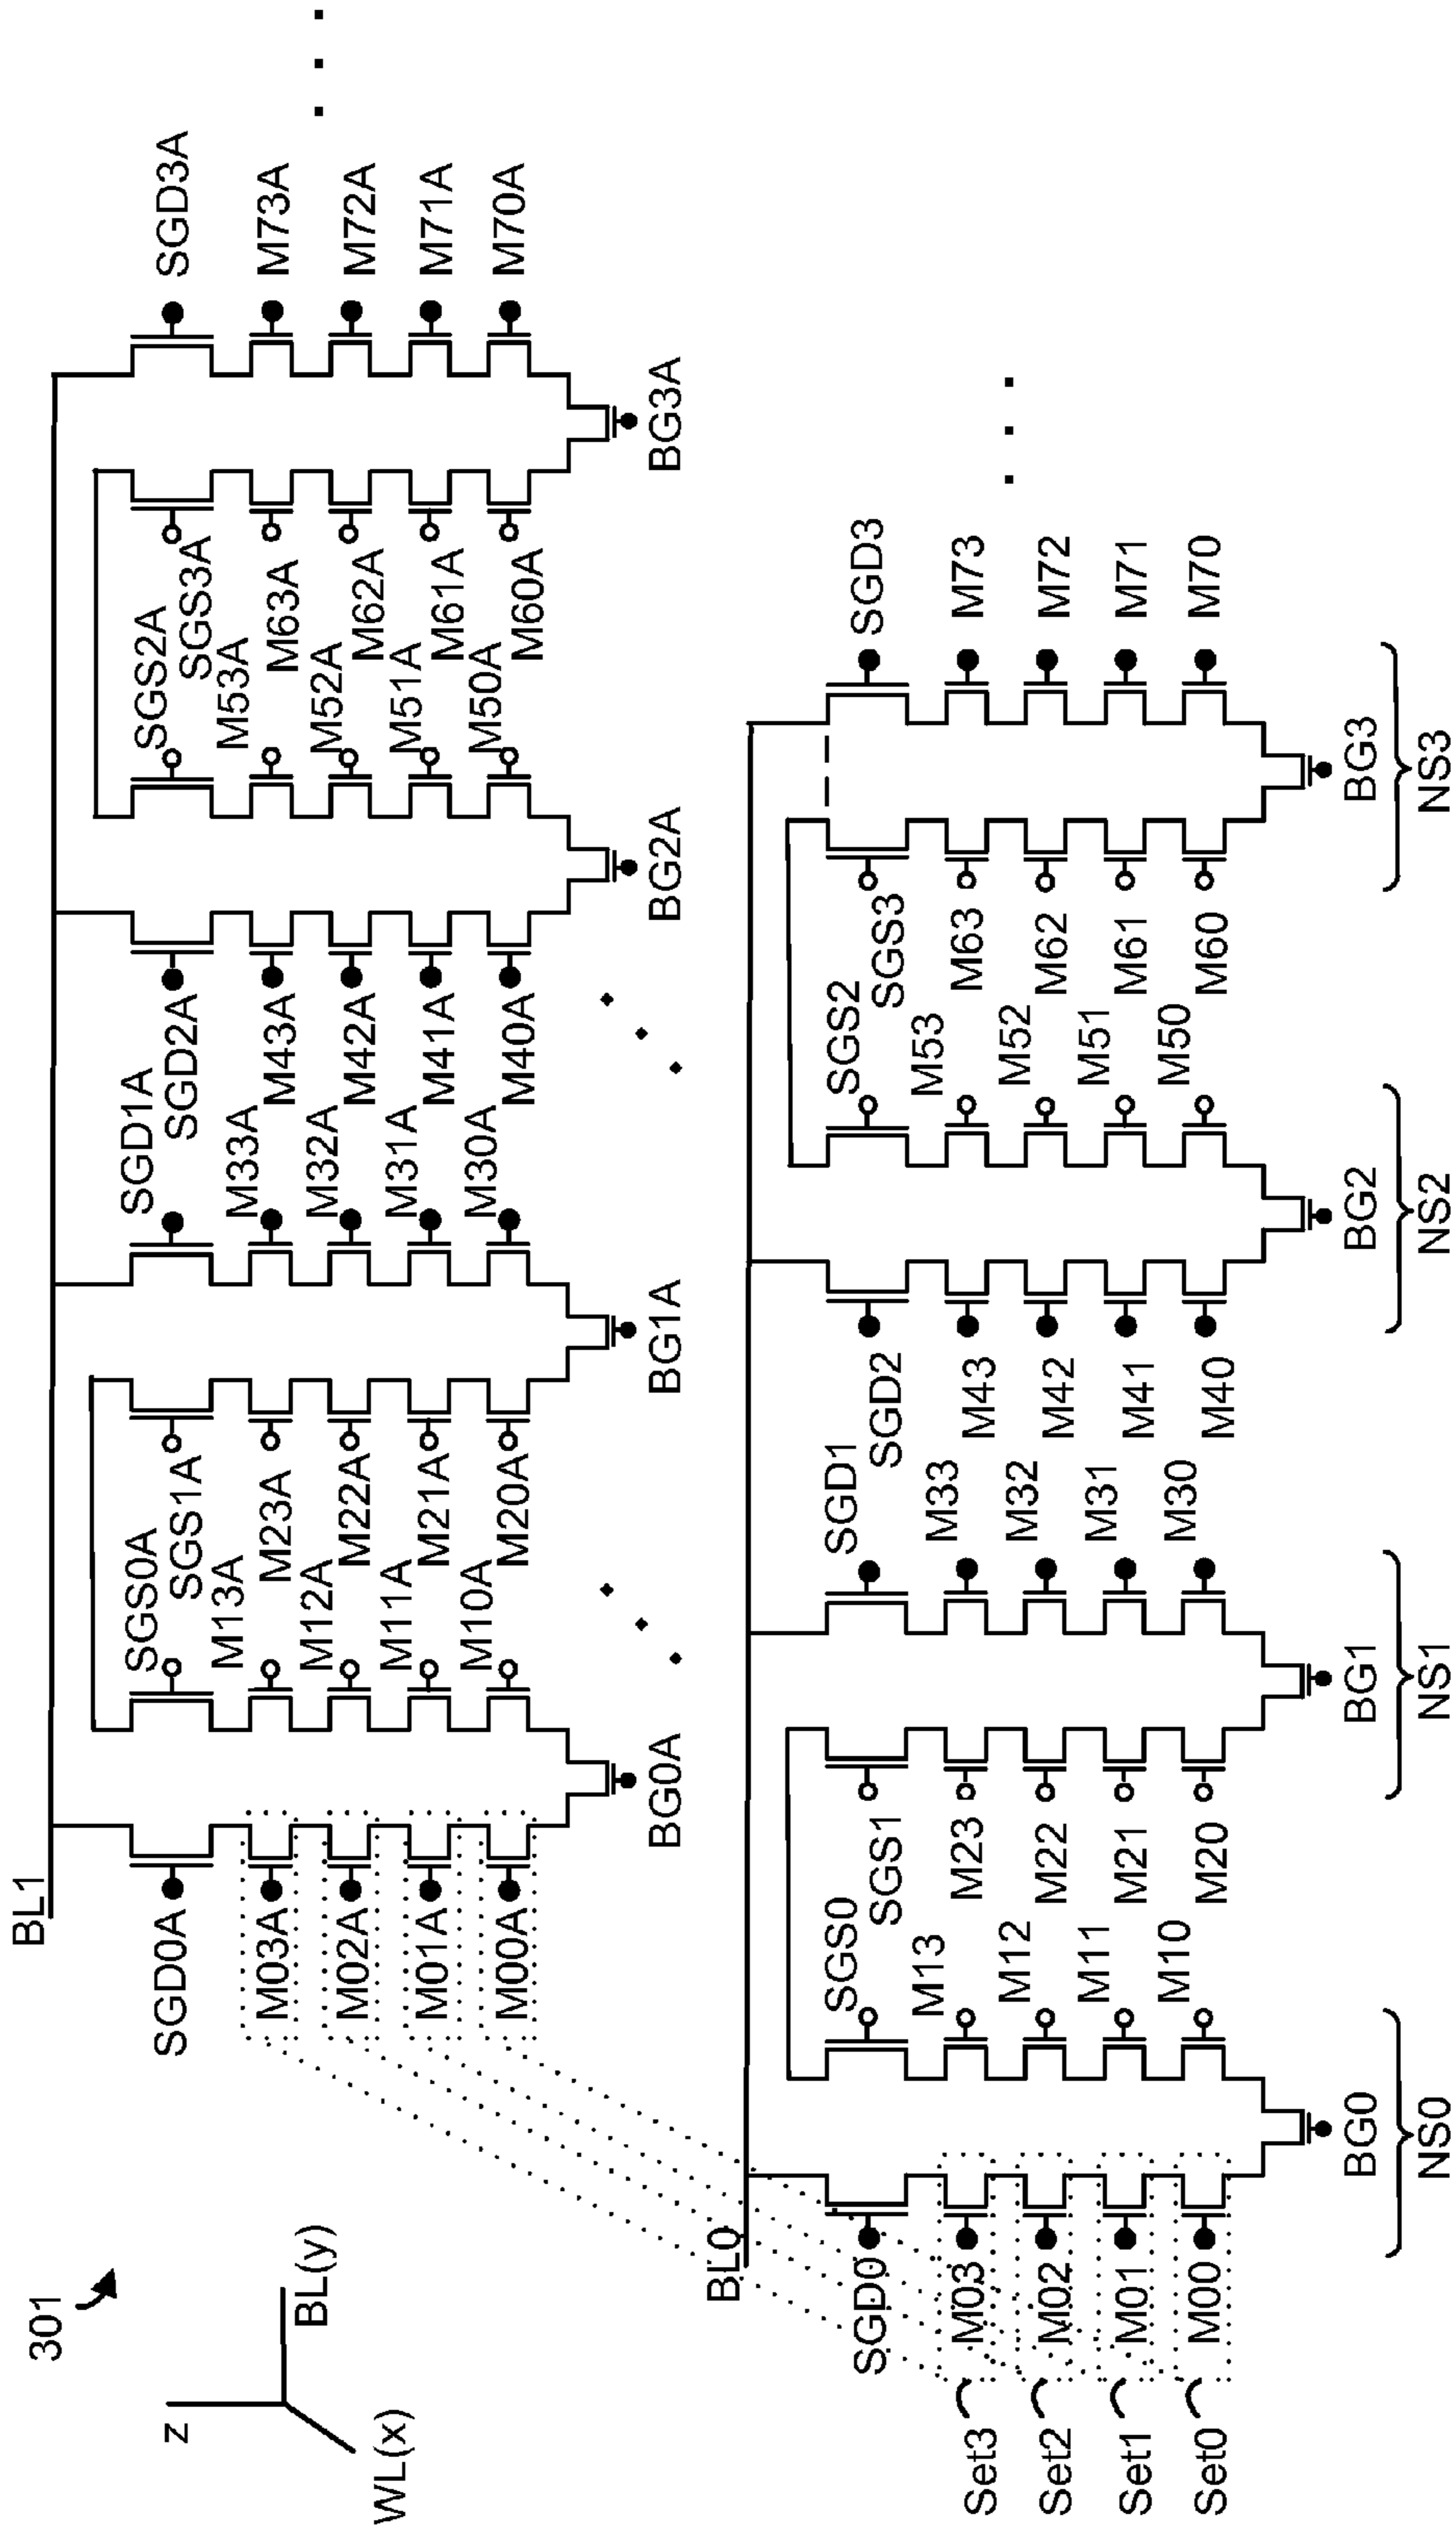 301
z
BL(y)
WL(x)
BL1
SGD0A
M03A
M02A
M01A
M00A
BG0A
SGS0A
M13A
M12A
M11A
M10A
SGS1A
M23A
M22A
M21A
M20A
BG1A
SGD1A
M33A
M32A
M31A
M30A
SGD2A
M43A
M42A
M41A
M40A
BG2A
SGS2A
M53A
M52A
M51A
M50A
SGS3A
M63A
M62A
M61A
M60A
BG3A
SGD3A
M73A
M72A
M71A
M70A
BL0
SGD0
Set3
M03
Set2
M02
Set1
M01
Set0
M00
BG0
NS0
SGS0
M13
M12
M11
M10
SGS1
M23
M22
M21
M20
BG1
NS1
SGD1
M33
M32
M31
M30
SGD2
M43
M42
M41
M40
BG2
NS2
SGS2
M53
M52
M51
M50
SGS3
M63
M62
M61
M60
BG3
NS3
SGD3
M73
M72
M71
M70